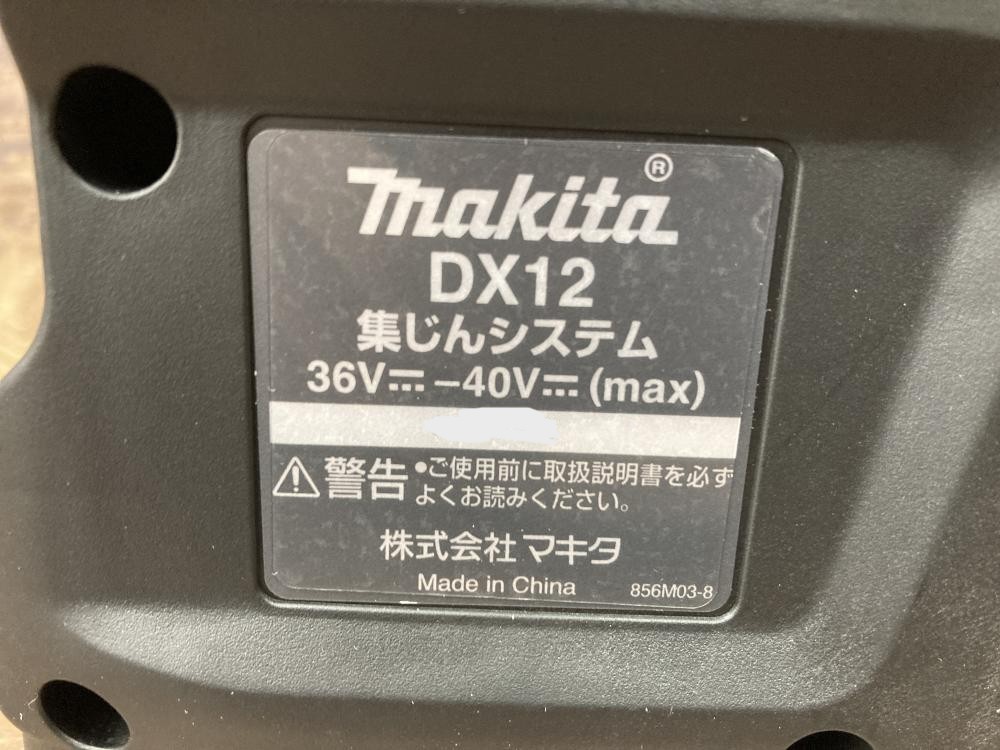 makita®
DX12
集じんシステム
36V⎓–40V⎓(max)
⚠警告 •ご使用前に取扱説明書を必ず
よくお読みください。
株式会社マキタ
Made in China 856M03-8